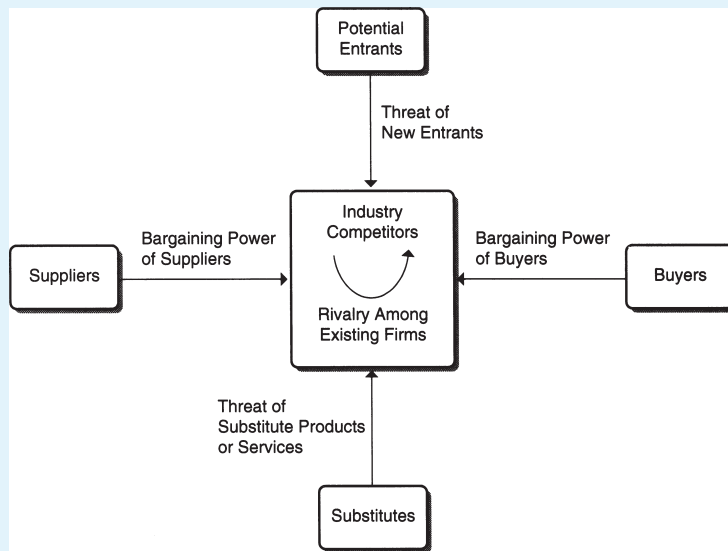 Potential
Entrants
Threat of
New Entrants
Industry
Competitors
Bargaining Power
of Suppliers
Bargaining Power
of Buyers
Suppliers
Buyers
Rivalry Among
Existing Firms
Threat of
Substitute Products
or Services
Substitutes